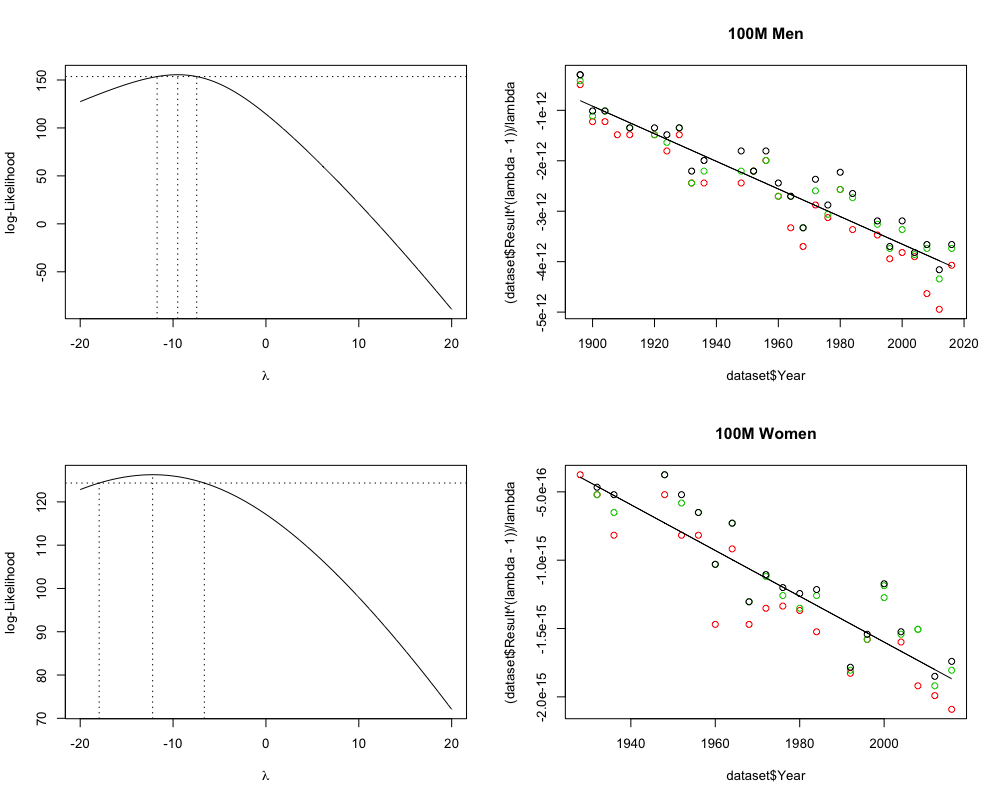 log-Likelihood
150
100
50
0
-50
-20
-10
0
10
20
λ
100M Men
(dataset$Result^(lambda - 1))/lambda
-1e-12
-2e-12
-3e-12
-4e-12
-5e-12
1900
1920
1940
1960
1980
2000
2020
dataset$Year
log-Likelihood
120
110
100
90
80
70
-20
-10
0
10
20
λ
100M Women
(dataset$Result^(lambda - 1))/lambda
-5.0e-16
-1.0e-15
-1.5e-15
-2.0e-15
1940
1960
1980
2000
dataset$Year